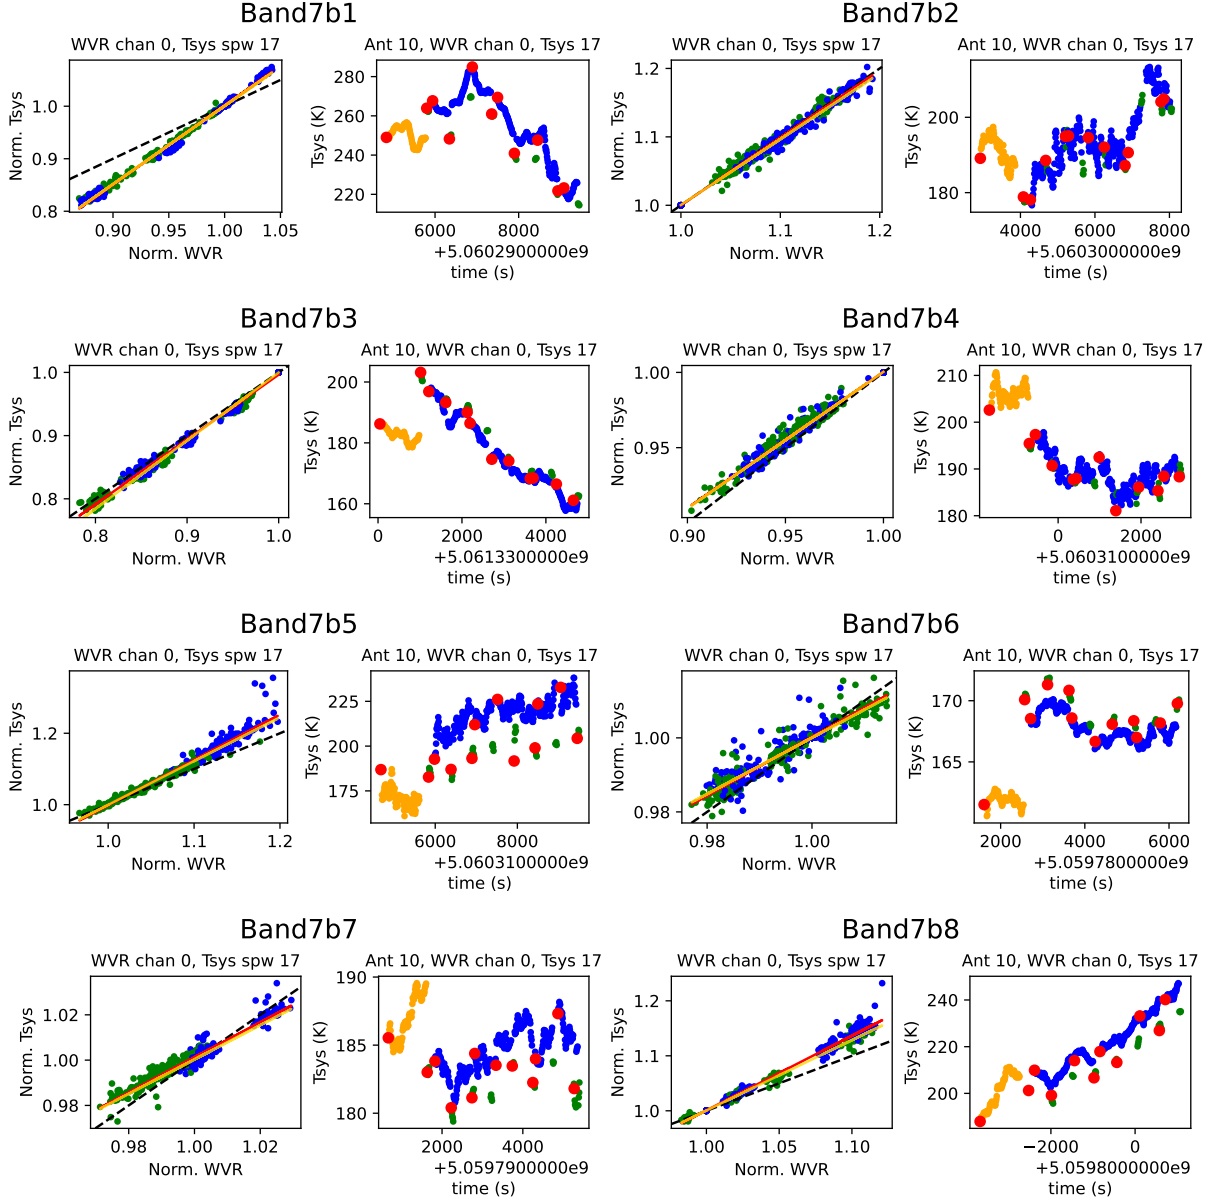 Band7b1
Band7b2
WVR chan 0, Tsys spw 17
Ant 10, WVR chan 0, Tsys 17
WVR chan 0, Tsys spw 17
Ant 10, WVR chan 0, Tsys 17
Norm. Tsys
1.0
0.9
0.8
0.90 0.95 1.00 1.05
Norm. WVR
Tsys (K)
280
260
240
220
6000 8000
+5.0602900000e9
time (s)
Norm. Tsys
1.2
1.1
1.0
1.0 1.1 1.2
Norm. WVR
Tsys (K)
200
180
4000 6000 8000
+5.0603000000e9
time (s)
Band7b3
Band7b4
WVR chan 0, Tsys spw 17
Ant 10, WVR chan 0, Tsys 17
WVR chan 0, Tsys spw 17
Ant 10, WVR chan 0, Tsys 17
Norm. Tsys
1.0
0.9
0.8
0.8 0.9 1.0
Norm. WVR
Tsys (K)
200
180
160
0 2000 4000
+5.0613300000e9
time (s)
Norm. Tsys
1.00
0.95
0.90 0.95 1.00
Norm. WVR
Tsys (K)
210
200
190
180
0 2000
+5.0603100000e9
time (s)
Band7b5
Band7b6
WVR chan 0, Tsys spw 17
Ant 10, WVR chan 0, Tsys 17
WVR chan 0, Tsys spw 17
Ant 10, WVR chan 0, Tsys 17
Norm. Tsys
1.2
1.0
1.0 1.1 1.2
Norm. WVR
Tsys (K)
225
200
175
6000 8000
+5.0603100000e9
time (s)
Norm. Tsys
1.00
0.98
0.98 1.00
Norm. WVR
Tsys (K)
170
165
2000 4000 6000
+5.0597800000e9
time (s)
Band7b7
Band7b8
WVR chan 0, Tsys spw 17
Ant 10, WVR chan 0, Tsys 17
WVR chan 0, Tsys spw 17
Ant 10, WVR chan 0, Tsys 17
Norm. Tsys
1.02
1.00
0.98
0.98 1.00 1.02
Norm. WVR
Tsys (K)
190
185
180
2000 4000
+5.0597900000e9
time (s)
Norm. Tsys
1.2
1.1
1.0
1.00 1.05 1.10
Norm. WVR
Tsys (K)
240
220
200
−2000 0
+5.0598000000e9
time (s)